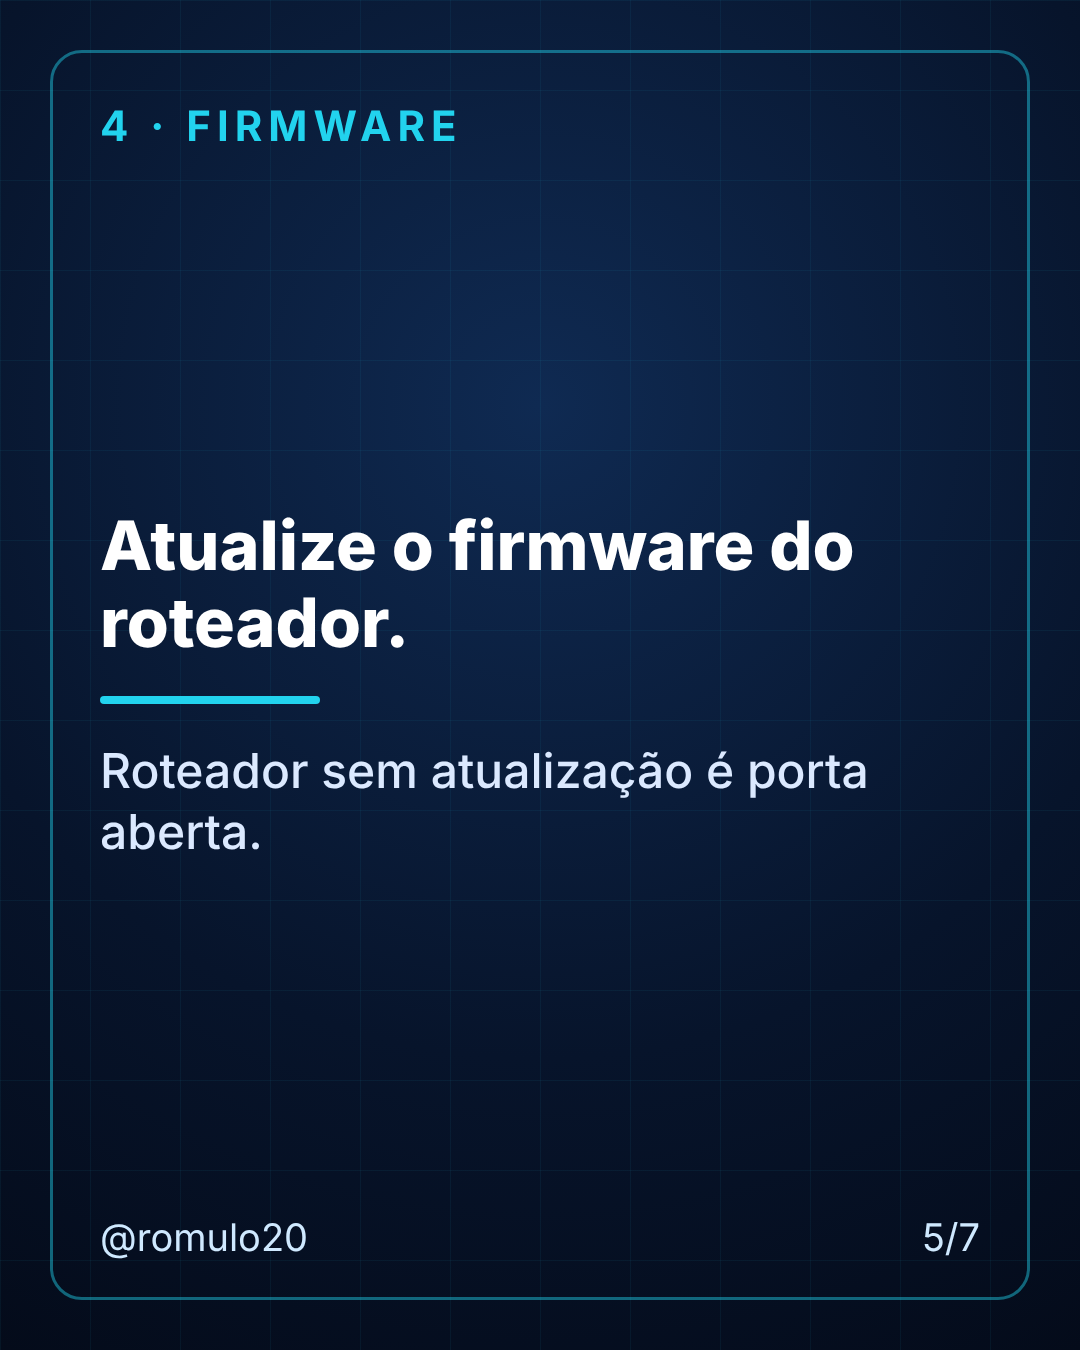 4 · FIRMWARE
Atualize o firmware do
roteador.
Roteador sem atualização é porta
aberta.
@romulo20
5/7